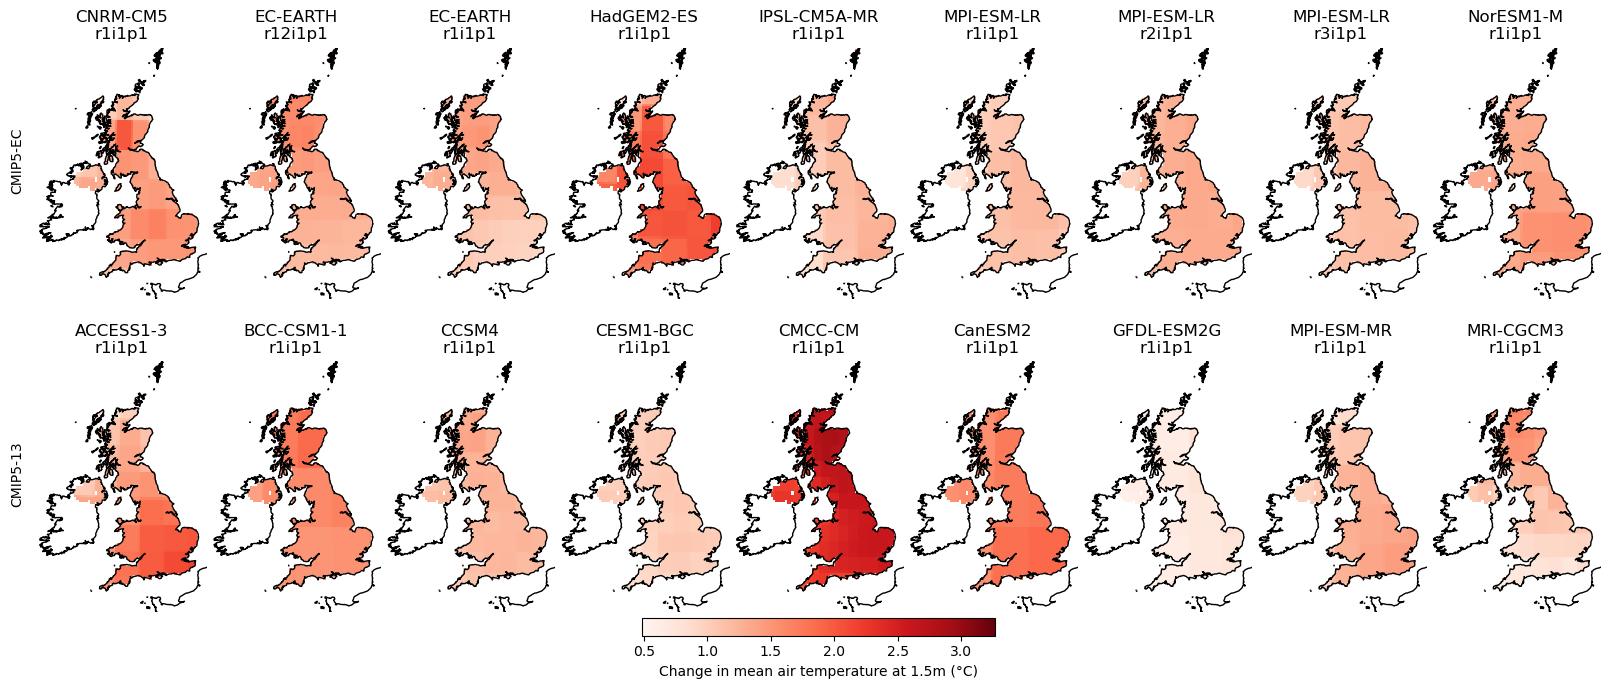 CNRM-CM5 EC-EARTH EC-EARTH HadGEM2-ES IPSL-CM5A-MR MPI-ESM-LR MPI-ESM-LR MPI-ESM-LR NorESM1-M
r1i1p1 r12i1p1 r1i1p1 r1i1p1 r1i1p1 r1i1p1 r2i1p1 r3i1p1 r1i1p1
CMIP5-EC
ACCESS1-3 BCC-CSM1-1 CCSM4 CESM1-BGC CMCC-CM CanESM2 GFDL-ESM2G MPI-ESM-MR MRI-CGCM3
r1i1p1 r1i1p1 r1i1p1 r1i1p1 r1i1p1 r1i1p1 r1i1p1 r1i1p1 r1i1p1
CMIP5-13
0.5 1.0 1.5 2.0 2.5 3.0
Change in mean air temperature at 1.5m (°C)